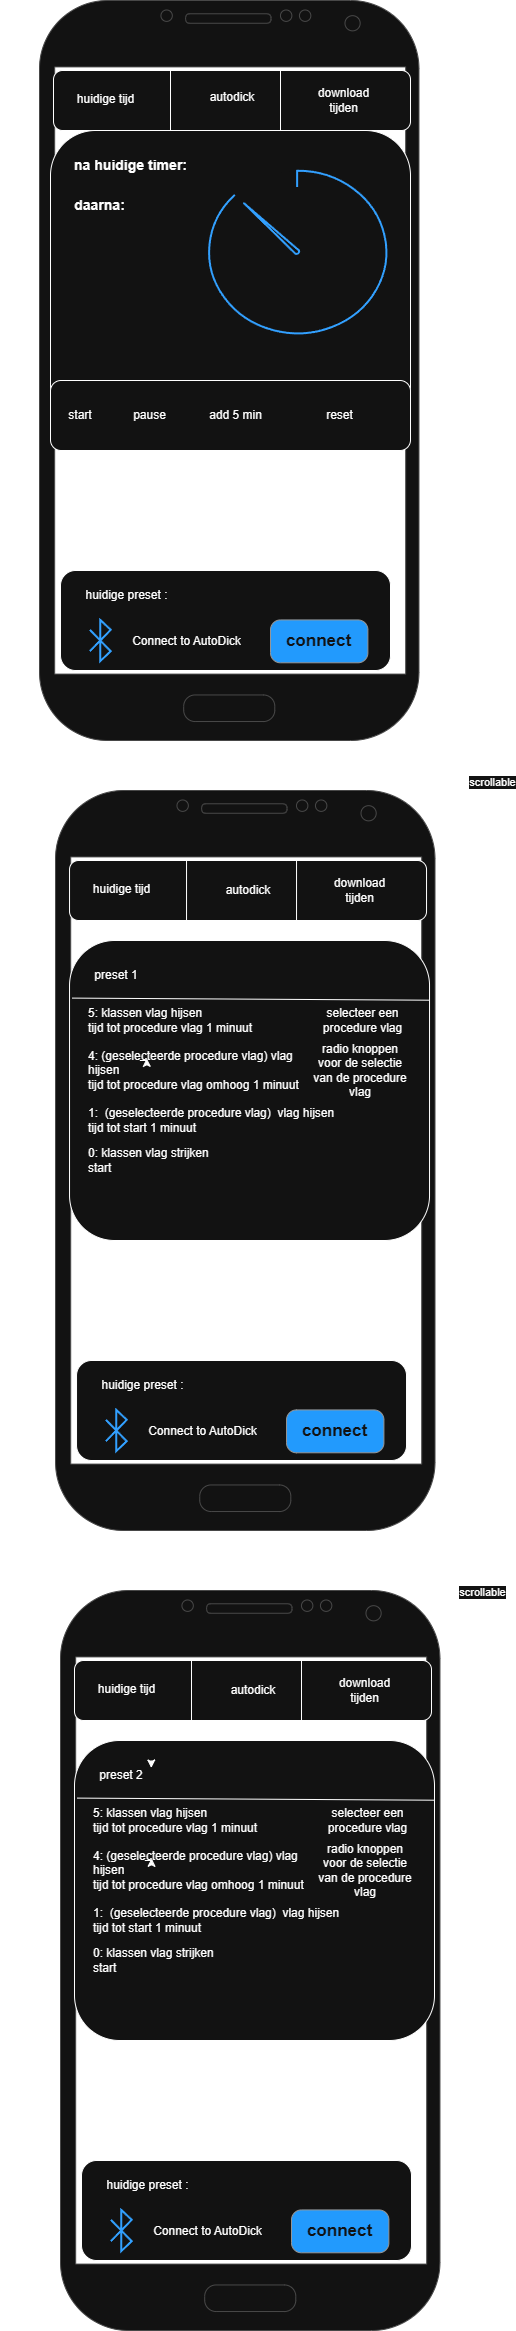 huidige tijd
autodick
download
tijden
na huidige timer:
daarna:
start
pause
add 5 min
reset
huidige preset :
Connect to AutoDick
connect
scrollable
huidige tijd
autodick
download
tijden
preset 1
5: klassen vlag hijsen
tijd tot procedure vlag 1 minuut
selecteer een
procedure vlag
4: (geselecteerde procedure vlag) vlag
hijsen
tijd tot procedure vlag omhoog 1 minuut
radio knoppen
voor de selectie
van de procedure
vlag
1:  (geselecteerde procedure vlag)  vlag hijsen
tijd tot start 1 minuut
0: klassen vlag strijken
start
huidige preset :
Connect to AutoDick
connect
scrollable
huidige tijd
autodick
download
tijden
preset 2
5: klassen vlag hijsen
tijd tot procedure vlag 1 minuut
selecteer een
procedure vlag
4: (geselecteerde procedure vlag) vlag
hijsen
tijd tot procedure vlag omhoog 1 minuut
radio knoppen
voor de selectie
van de procedure
vlag
1:  (geselecteerde procedure vlag)  vlag hijsen
tijd tot start 1 minuut
0: klassen vlag strijken
start
huidige preset :
Connect to AutoDick
connect